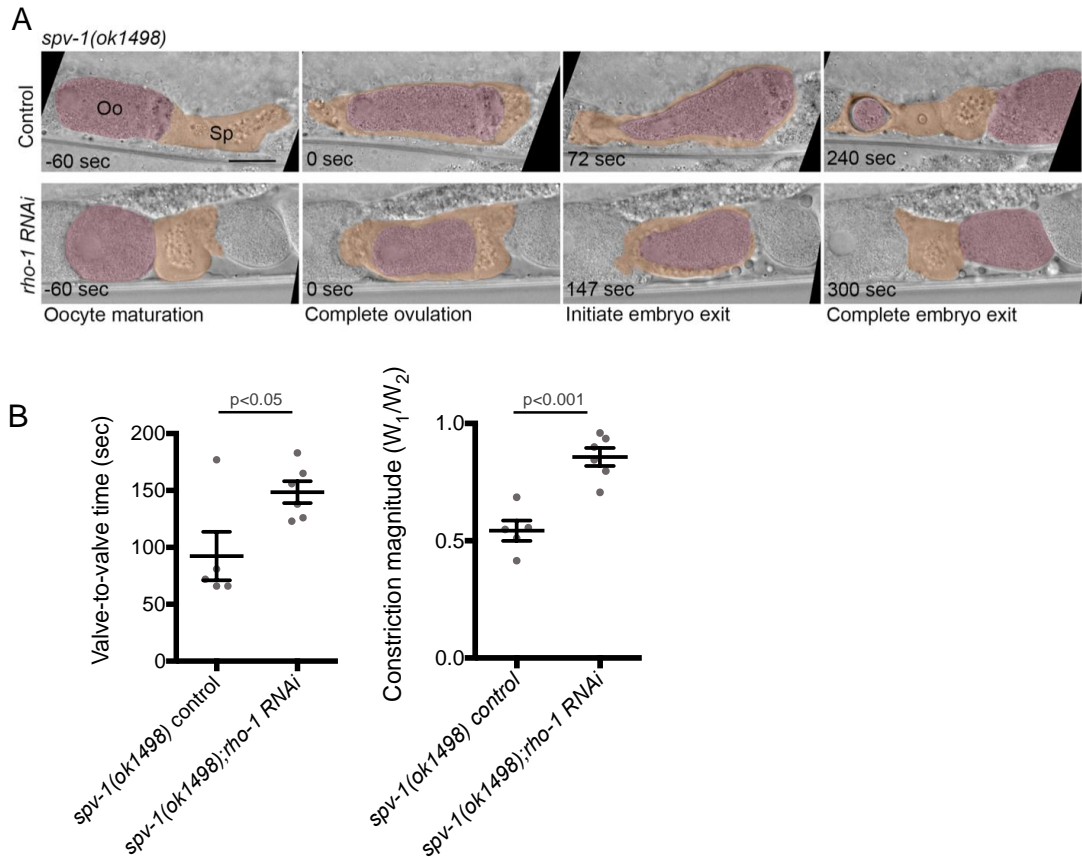 A
spv-1(ok1498)
Control
Oo
Sp
-60 sec
0 sec
72 sec
240 sec
rho-1 RNAi
-60 sec
0 sec
147 sec
300 sec
Oocyte maturation
Complete ovulation
Initiate embryo exit
Complete embryo exit
B
Valve-to-valve time (sec)
p<0.05
200
150
100
50
0
spv-1(ok1498) control
spv-1(ok1498);rho-1 RNAi
Constriction magnitude (W1/W2)
p<0.001
1.0
0.5
0.0
spv-1(ok1498) control
spv-1(ok1498);rho-1 RNAi